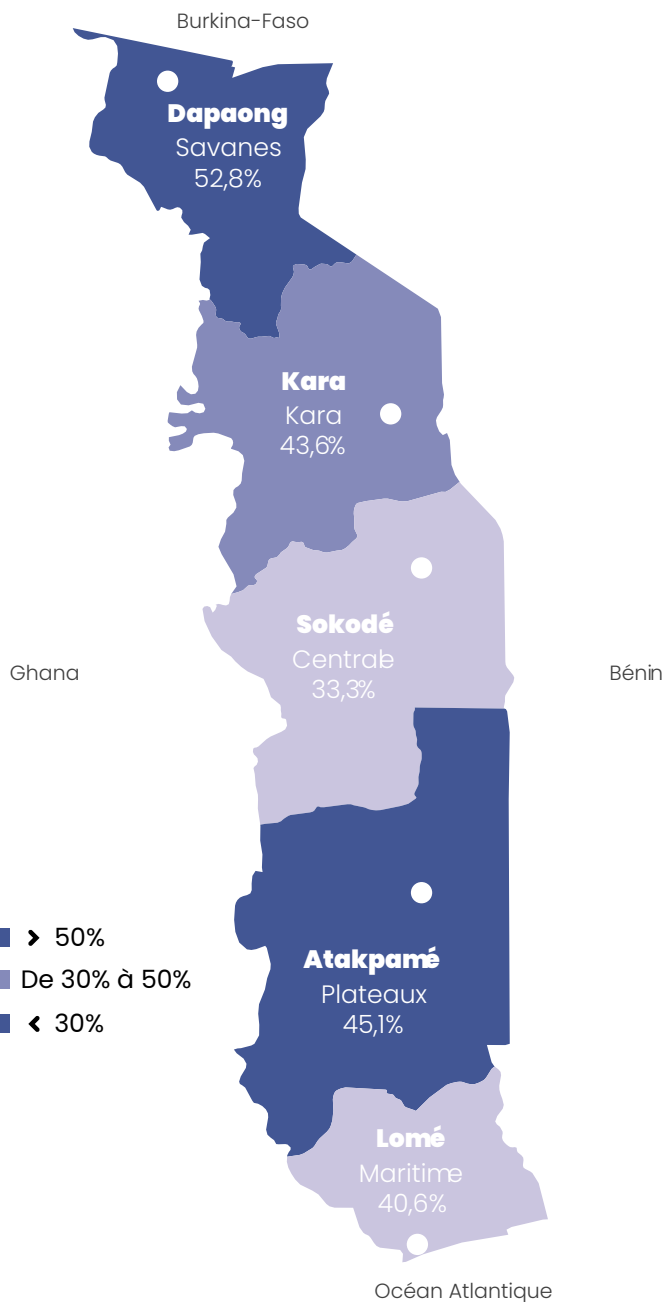 Burkina-Faso
Dapaong
Savanes
52,8%
Kara
Kara
43,6%
Sokodé
Centrale
33,3%
Ghana
Bénin
> 50%
De 30% à 50%
< 30%
Atakpamé
Plateaux
45,1%
Lomé
Maritime
40,6%
Océan Atlantique